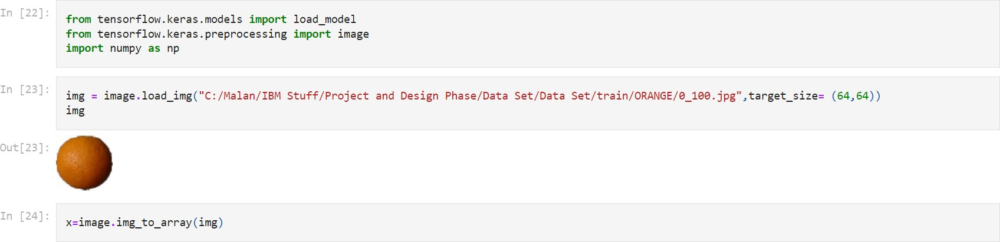 In [22]:
from tensorflow.keras.models import load_model
from tensorflow.keras.preprocessing import image
import numpy as np
In [23]:
img = image.load_img("C:/Malan/IBM Stuff/Project and Design Phase/Data Set/Data Set/train/ORANGE/0_100.jpg",target_size= (64,64))
img
Out[23]:
In [24]:
x=image.img_to_array(img)